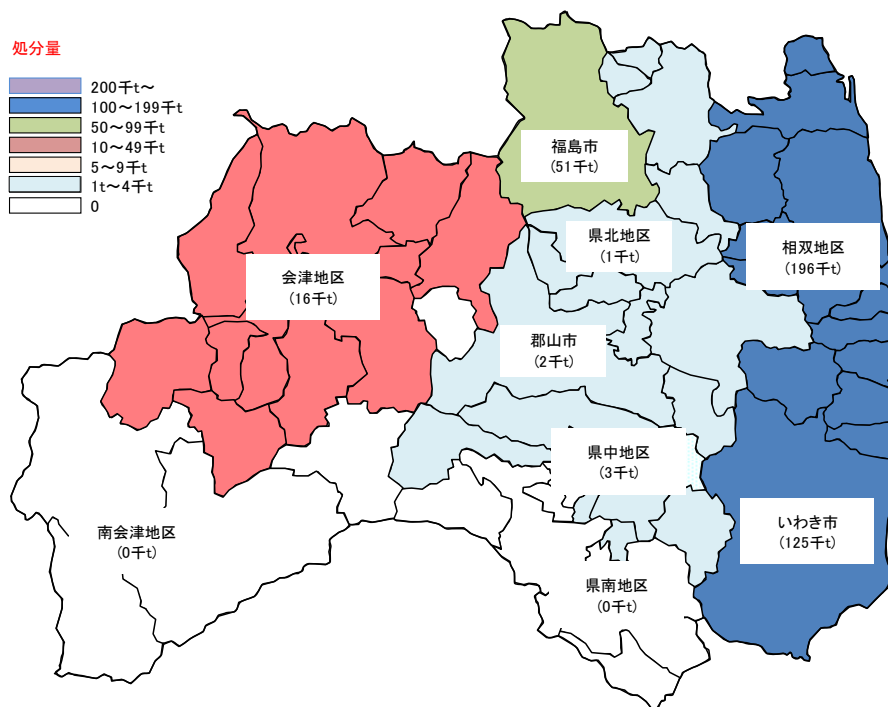 処分量
200千t～
100～199千t
50～99千t
10～49千t
5～9千t
1t～4千t
0
福島市
(51千t)
県北地区
(1千t)
相双地区
(196千t)
会津地区
(16千t)
郡山市
(2千t)
県中地区
(3千t)
いわき市
(125千t)
南会津地区
(0千t)
県南地区
(0千t)